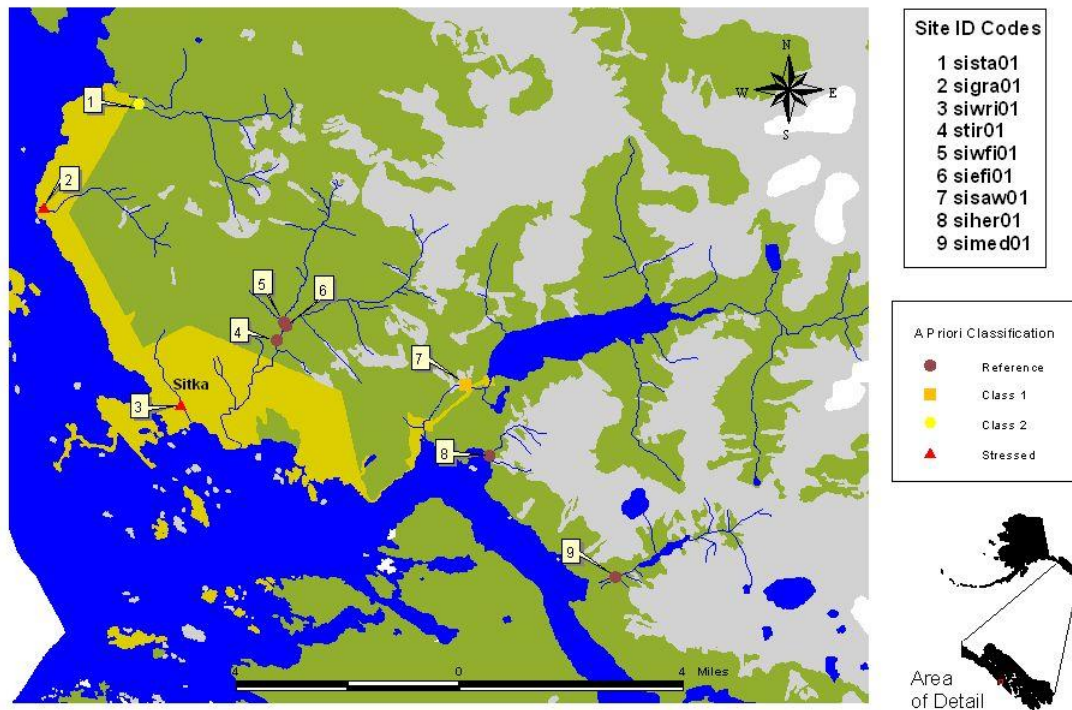 N
W E
S
1
2
5
6
4
7
Sitka
3
8
9
4 0 4 Miles
Site ID Codes
1 sista01
2 sigra01
3 siwri01
4 stir01
5 siwfi01
6 siefi01
7 sisaw01
8 siher01
9 simed01
A Priori Classification
Reference
Class 1
Class 2
Stressed
Area
of Detail